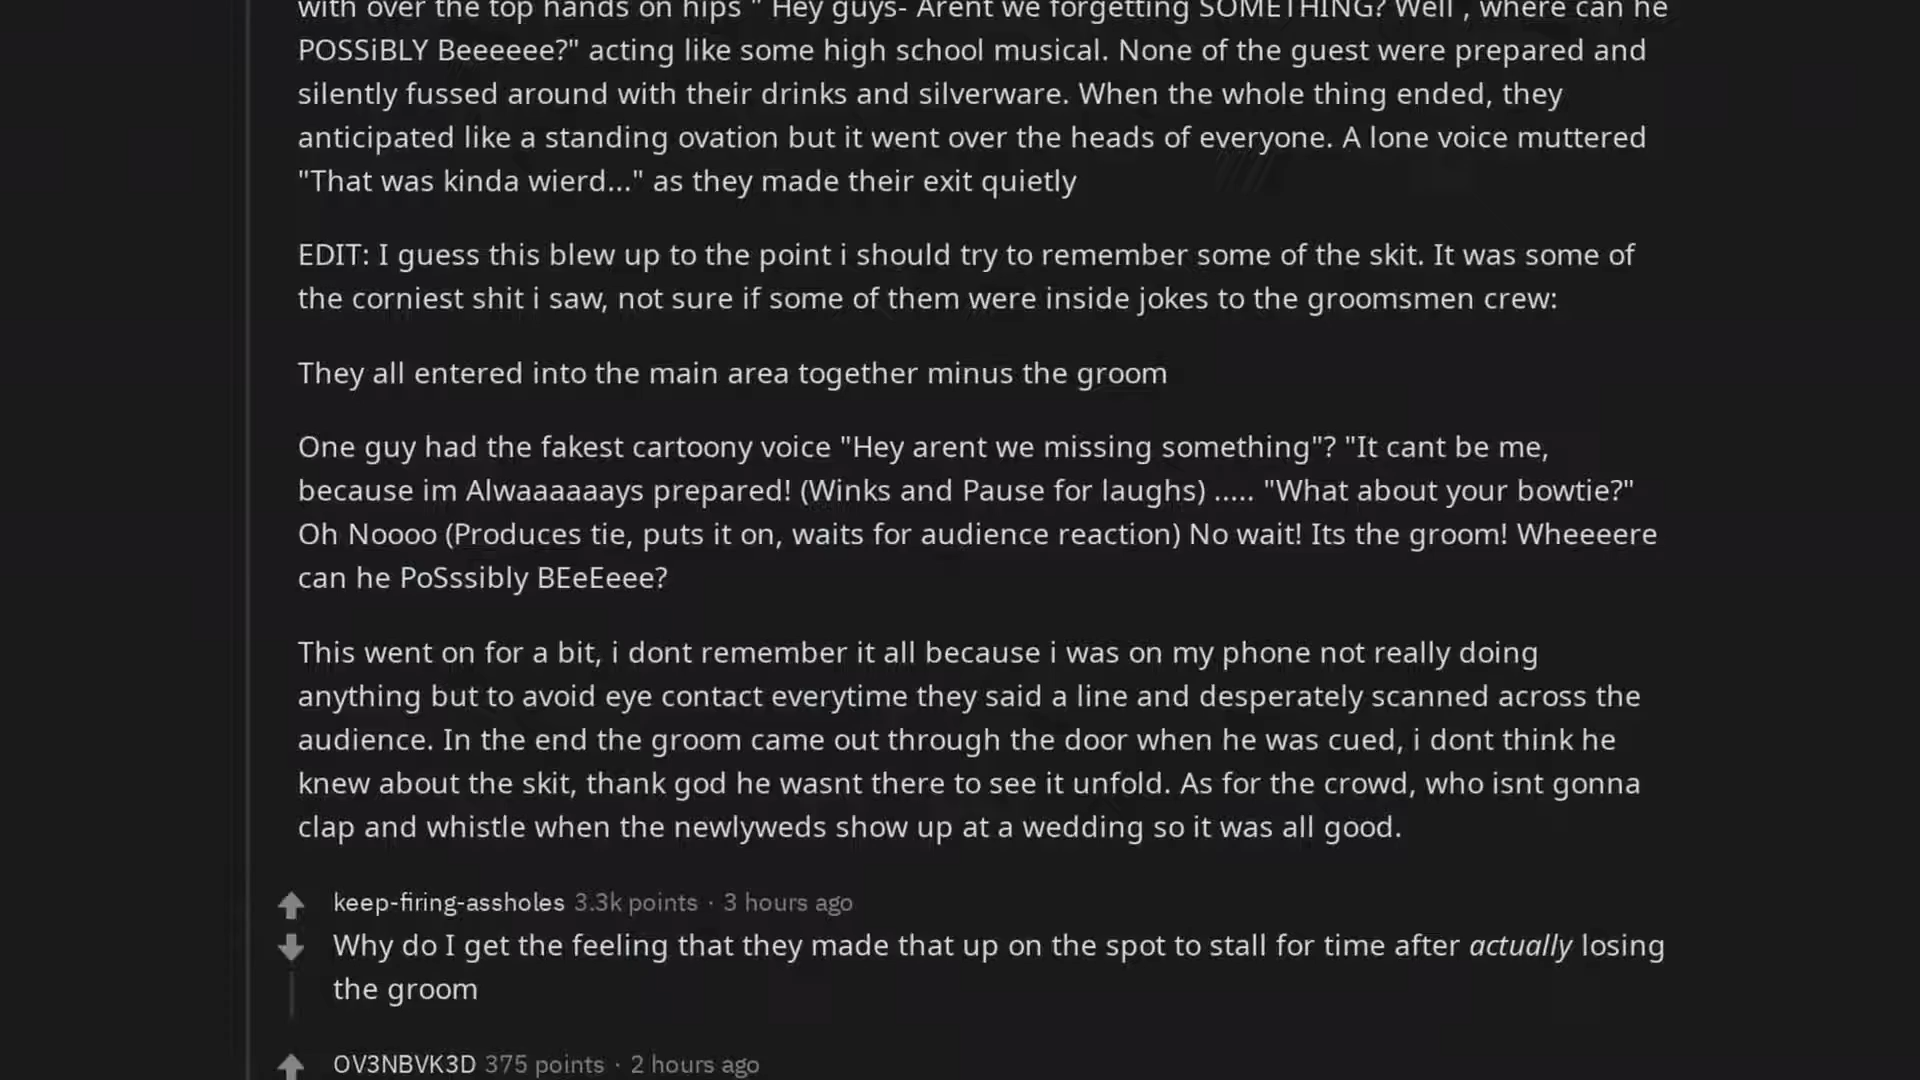 with over the top hands on hips " Hey guys- Arent we forgetting SOMETHING? Well , where can he
POSSiBLY Beeeeee?" acting like some high school musical. None of the guest were prepared and
silently fussed around with their drinks and silverware. When the whole thing ended, they
anticipated like a standing ovation but it went over the heads of everyone. A lone voice muttered
"That was kinda wierd..." as they made their exit quietly
EDIT: I guess this blew up to the point i should try to remember some of the skit. It was some of
the corniest shit i saw, not sure if some of them were inside jokes to the groomsmen crew:
They all entered into the main area together minus the groom
One guy had the fakest cartoony voice "Hey arent we missing something"? "It cant be me,
because im Alwaaaaaays prepared! (Winks and Pause for laughs) ..... "What about your bowtie?"
Oh Noooo (Produces tie, puts it on, waits for audience reaction) No wait! Its the groom! Wheeeere
can he PoSssibly BEeEeee?
This went on for a bit, i dont remember it all because i was on my phone not really doing
anything but to avoid eye contact everytime they said a line and desperately scanned across the
audience. In the end the groom came out through the door when he was cued, i dont think he
knew about the skit, thank god he wasnt there to see it unfold. As for the crowd, who isnt gonna
clap and whistle when the newlyweds show up at a wedding so it was all good.
keep-firing-assholes 3.3k points · 3 hours ago
Why do I get the feeling that they made that up on the spot to stall for time after actually losing
the groom
OV3NBVK3D 375 points · 2 hours ago